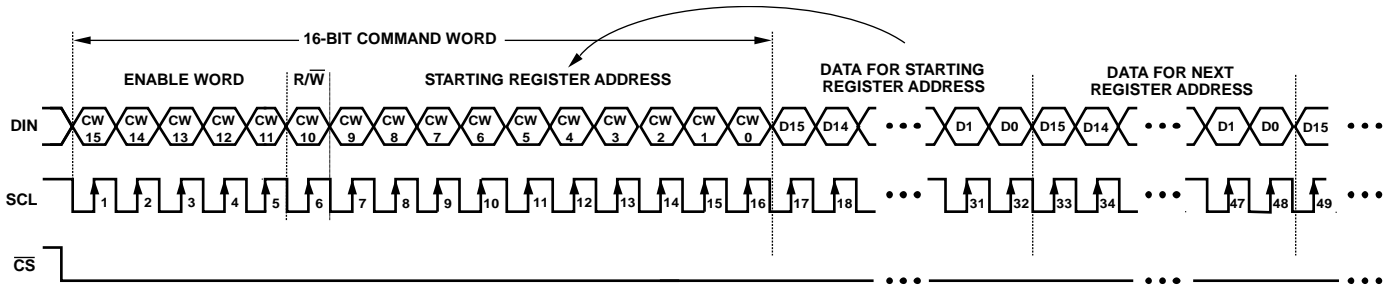 16-BIT COMMAND WORD
ENABLE WORD R/W̅ STARTING REGISTER ADDRESS DATA FOR STARTING REGISTER ADDRESS DATA FOR NEXT REGISTER ADDRESS
DIN CW 15 CW 14 CW 13 CW 12 CW 11 CW 10 CW 9 CW 8 CW 7 CW 6 CW 5 CW 4 CW 3 CW 2 CW 1 CW 0 D15 D14 ••• D1 D0 D15 D14 ••• D1 D0 D15 •••
SCL 1 2 3 4 5 6 7 8 9 10 11 12 13 14 15 16 17 18 ••• 31 32 33 34 ••• 47 48 49 •••
C̅S̅ ••• ••• •••